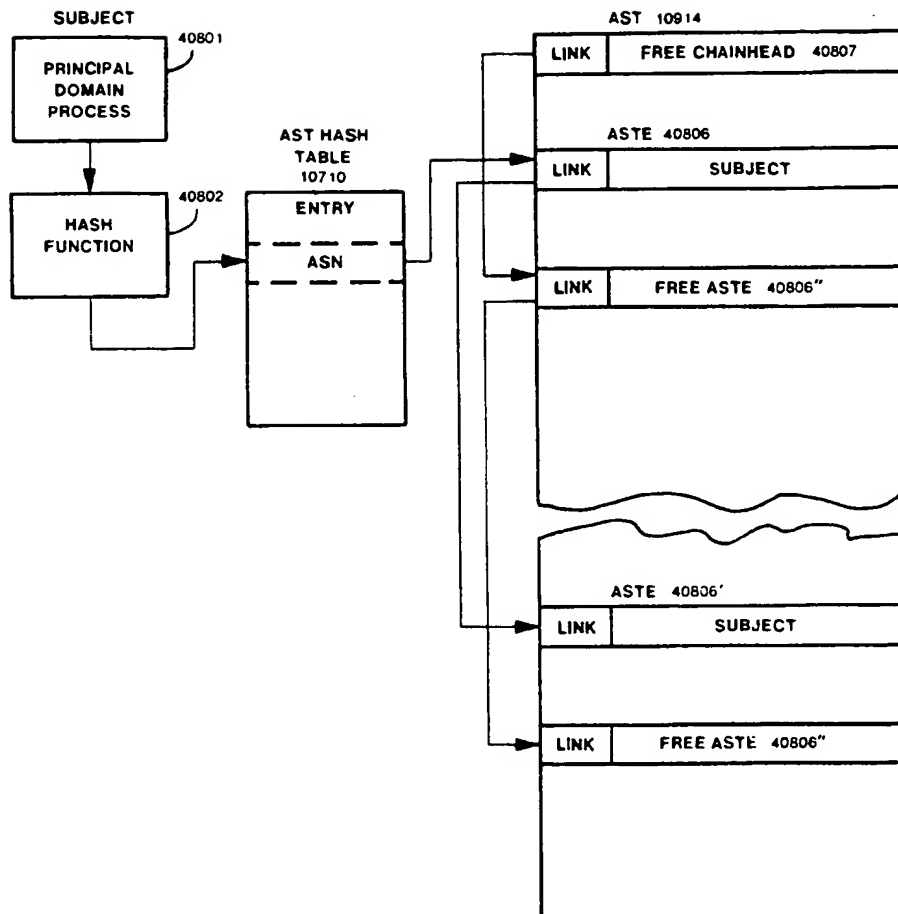 SUBJECT
40801
PRINCIPAL
DOMAIN
PROCESS
40802
HASH
FUNCTION
AST HASH
TABLE
10710
ENTRY
ASN
AST 10914
LINK FREE CHAINHEAD 40807
ASTE 40806
LINK SUBJECT
LINK FREE ASTE 40806"
ASTE 40806'
LINK SUBJECT
LINK FREE ASTE 40806"